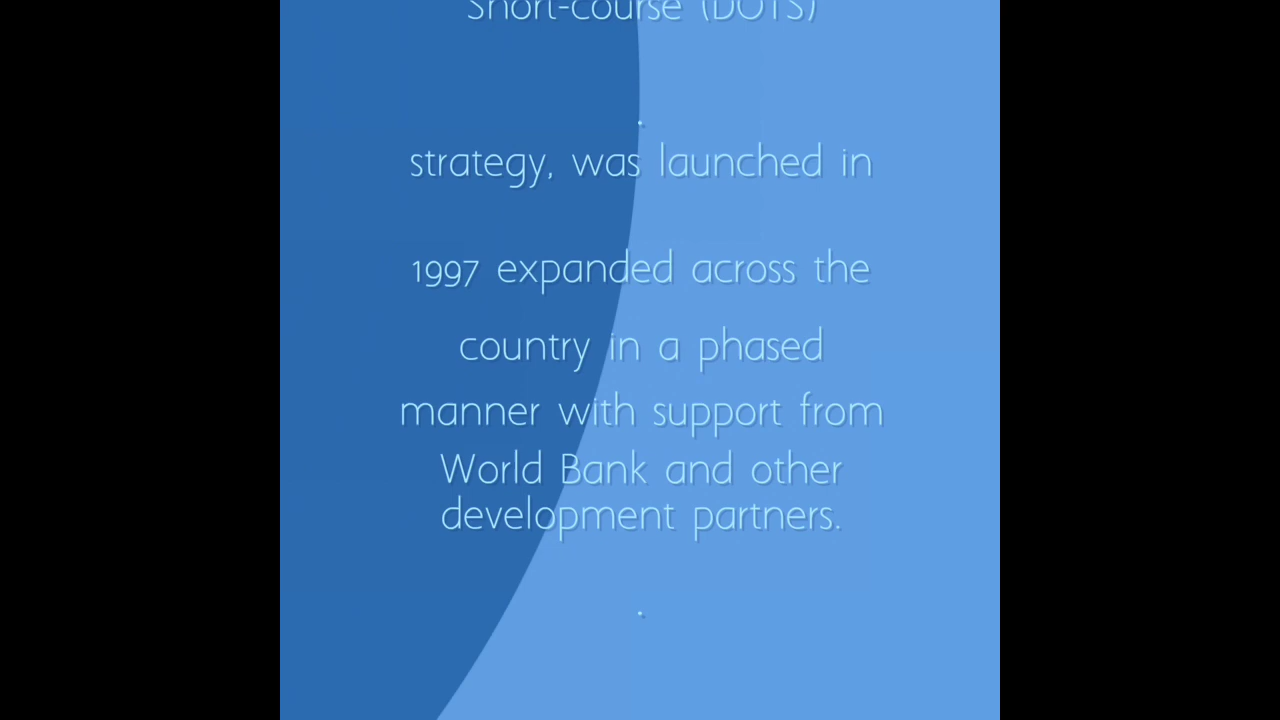 Short-course (DOTS)
.
strategy, was launched in
1997 expanded across the
country in a phased
manner with support from
World Bank and other
development partners.
.